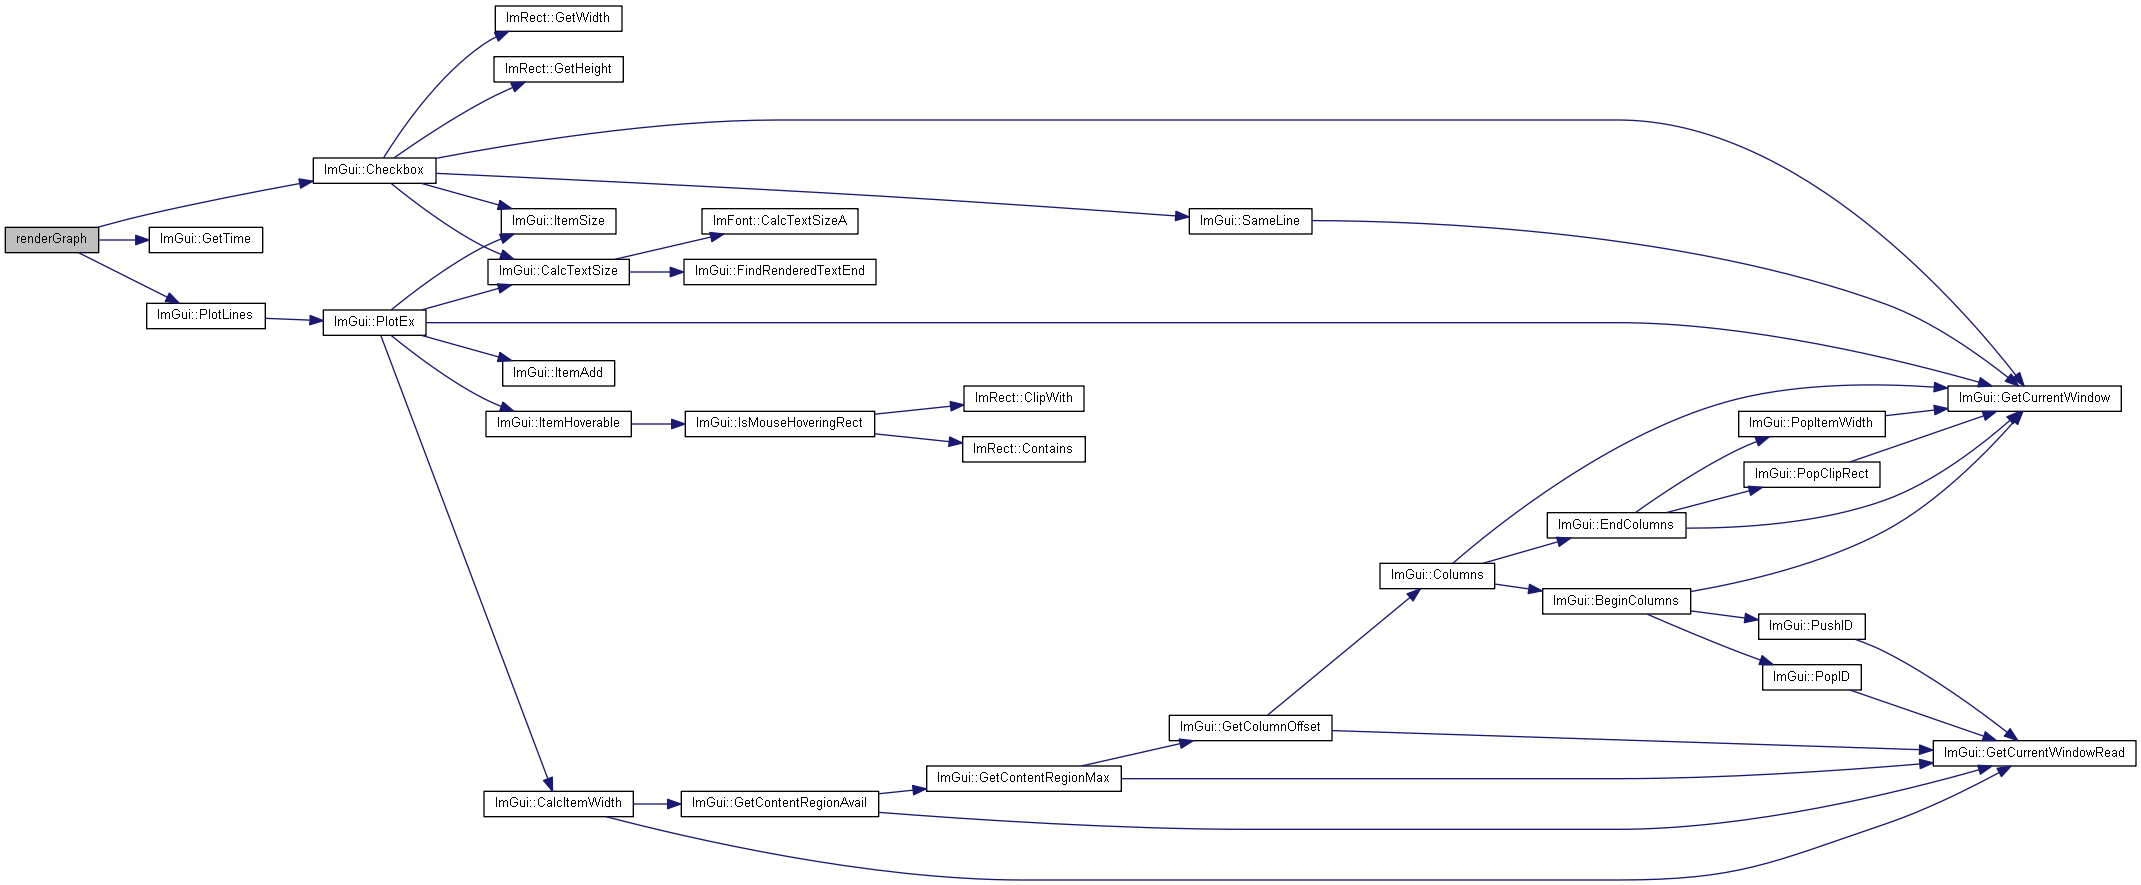 ImRect::GetWidth
ImRect::GetHeight
ImGui::Checkbox
ImGui::ItemSize
ImFont::CalcTextSizeA
ImGui::SameLine
renderGraph
ImGui::GetTime
ImGui::CalcTextSize
ImGui::FindRenderedTextEnd
ImGui::PlotLines
ImGui::PlotEx
ImGui::ItemAdd
ImRect::ClipWith
ImGui::GetCurrentWindow
ImGui::ItemHoverable
ImGui::IsMouseHoveringRect
ImGui::PopItemWidth
ImRect::Contains
ImGui::PopClipRect
ImGui::EndColumns
ImGui::Columns
ImGui::BeginColumns
ImGui::PushID
ImGui::PopID
ImGui::GetColumnOffset
ImGui::GetCurrentWindowRead
ImGui::GetContentRegionMax
ImGui::CalcItemWidth
ImGui::GetContentRegionAvail